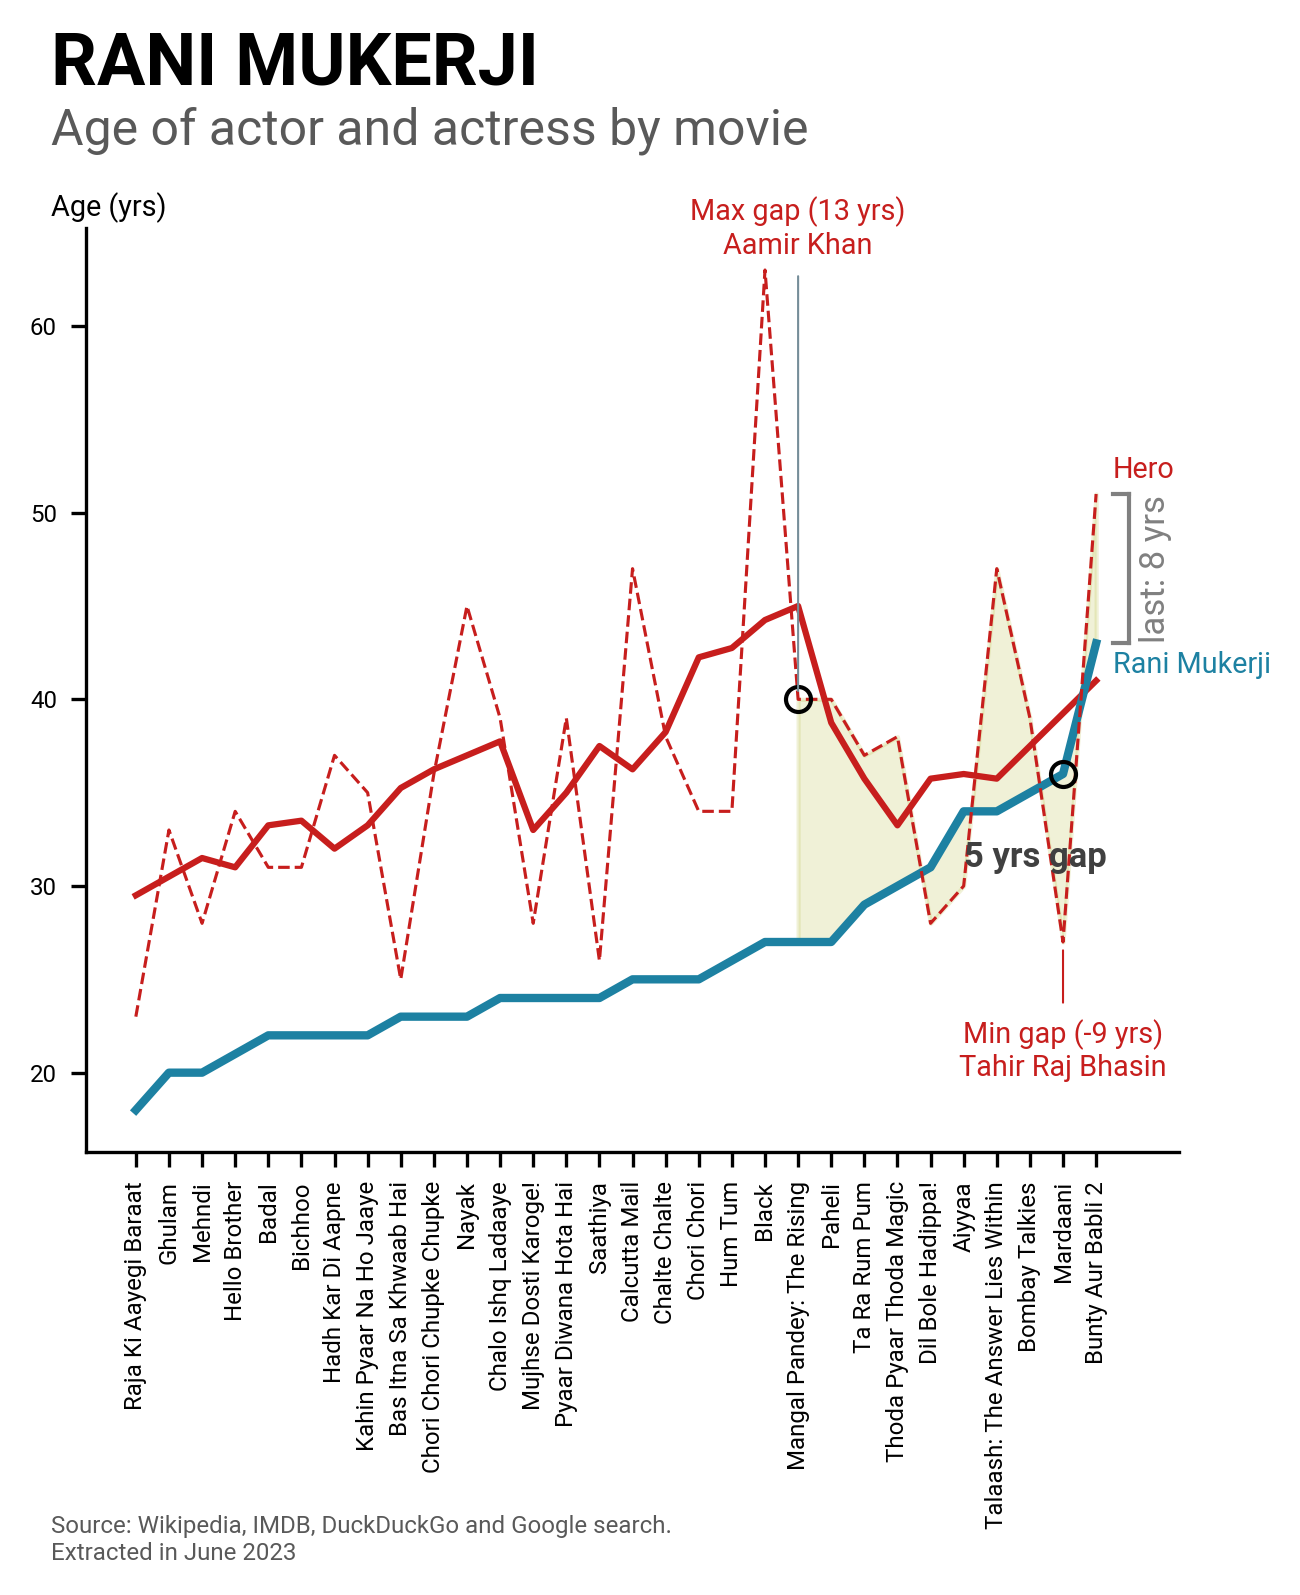 RANI MUKERJI
Age of actor and actress by movie
Age (yrs)
Max gap (13 yrs)
Aamir Khan
60
50
40
30
20
Hero
last: 8 yrs
Rani Mukerji
5 yrs gap
Min gap (-9 yrs)
Tahir Raj Bhasin
Raja Ki Aayegi Baraat
Ghulam
Mehndi
Hello Brother
Badal
Bichhoo
Hadh Kar Di Aapne
Kahin Pyaar Na Ho Jaaye
Bas Itna Sa Khwaab Hai
Chori Chori Chupke Chupke
Nayak
Chalo Ishq Ladaaye
Mujhse Dosti Karoge!
Pyaar Diwana Hota Hai
Saathiya
Calcutta Mail
Chalte Chalte
Chori Chori
Hum Tum
Black
Mangal Pandey: The Rising
Paheli
Ta Ra Rum Pum
Thoda Pyaar Thoda Magic
Dil Bole Hadippa!
Aiyyaa
Talaash: The Answer Lies Within
Bombay Talkies
Mardaani
Bunty Aur Babli 2
Source: Wikipedia, IMDB, DuckDuckGo and Google search.
Extracted in June 2023